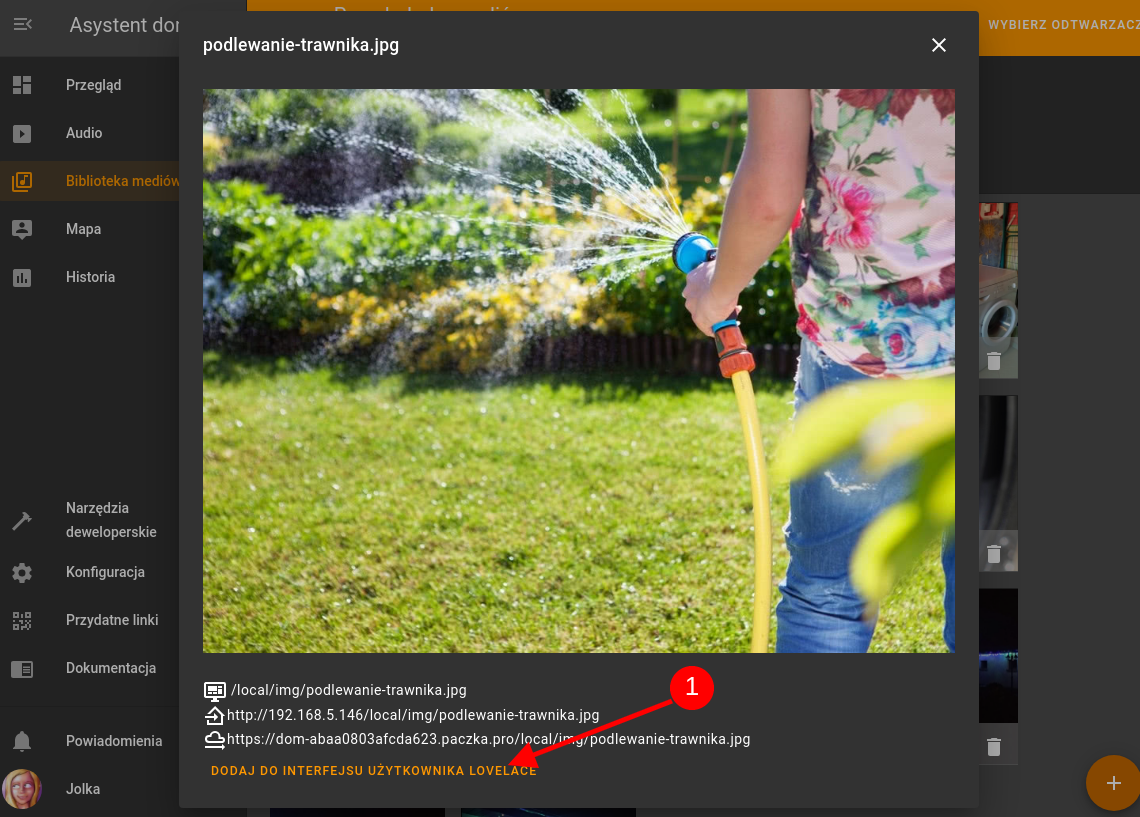 Asystent do
WYBIERZ ODTWARZACZ
podlewanie-trawnika.jpg
Przegląd
Audio
Biblioteka mediów
Mapa
Historia
Narzędzia
deweloperskie
Konfiguracja
Przydatne linki
Dokumentacja
Powiadomienia
Jolka
/local/img/podlewanie-trawnika.jpg
http://192.168.5.146/local/img/podlewanie-trawnika.jpg
https://dom-abaa0803afcda623.paczka.pro/local/img/podlewanie-trawnika.jpg
DODAJ DO INTERFEJSU UŻYTKOWNIKA LOVELACE
1